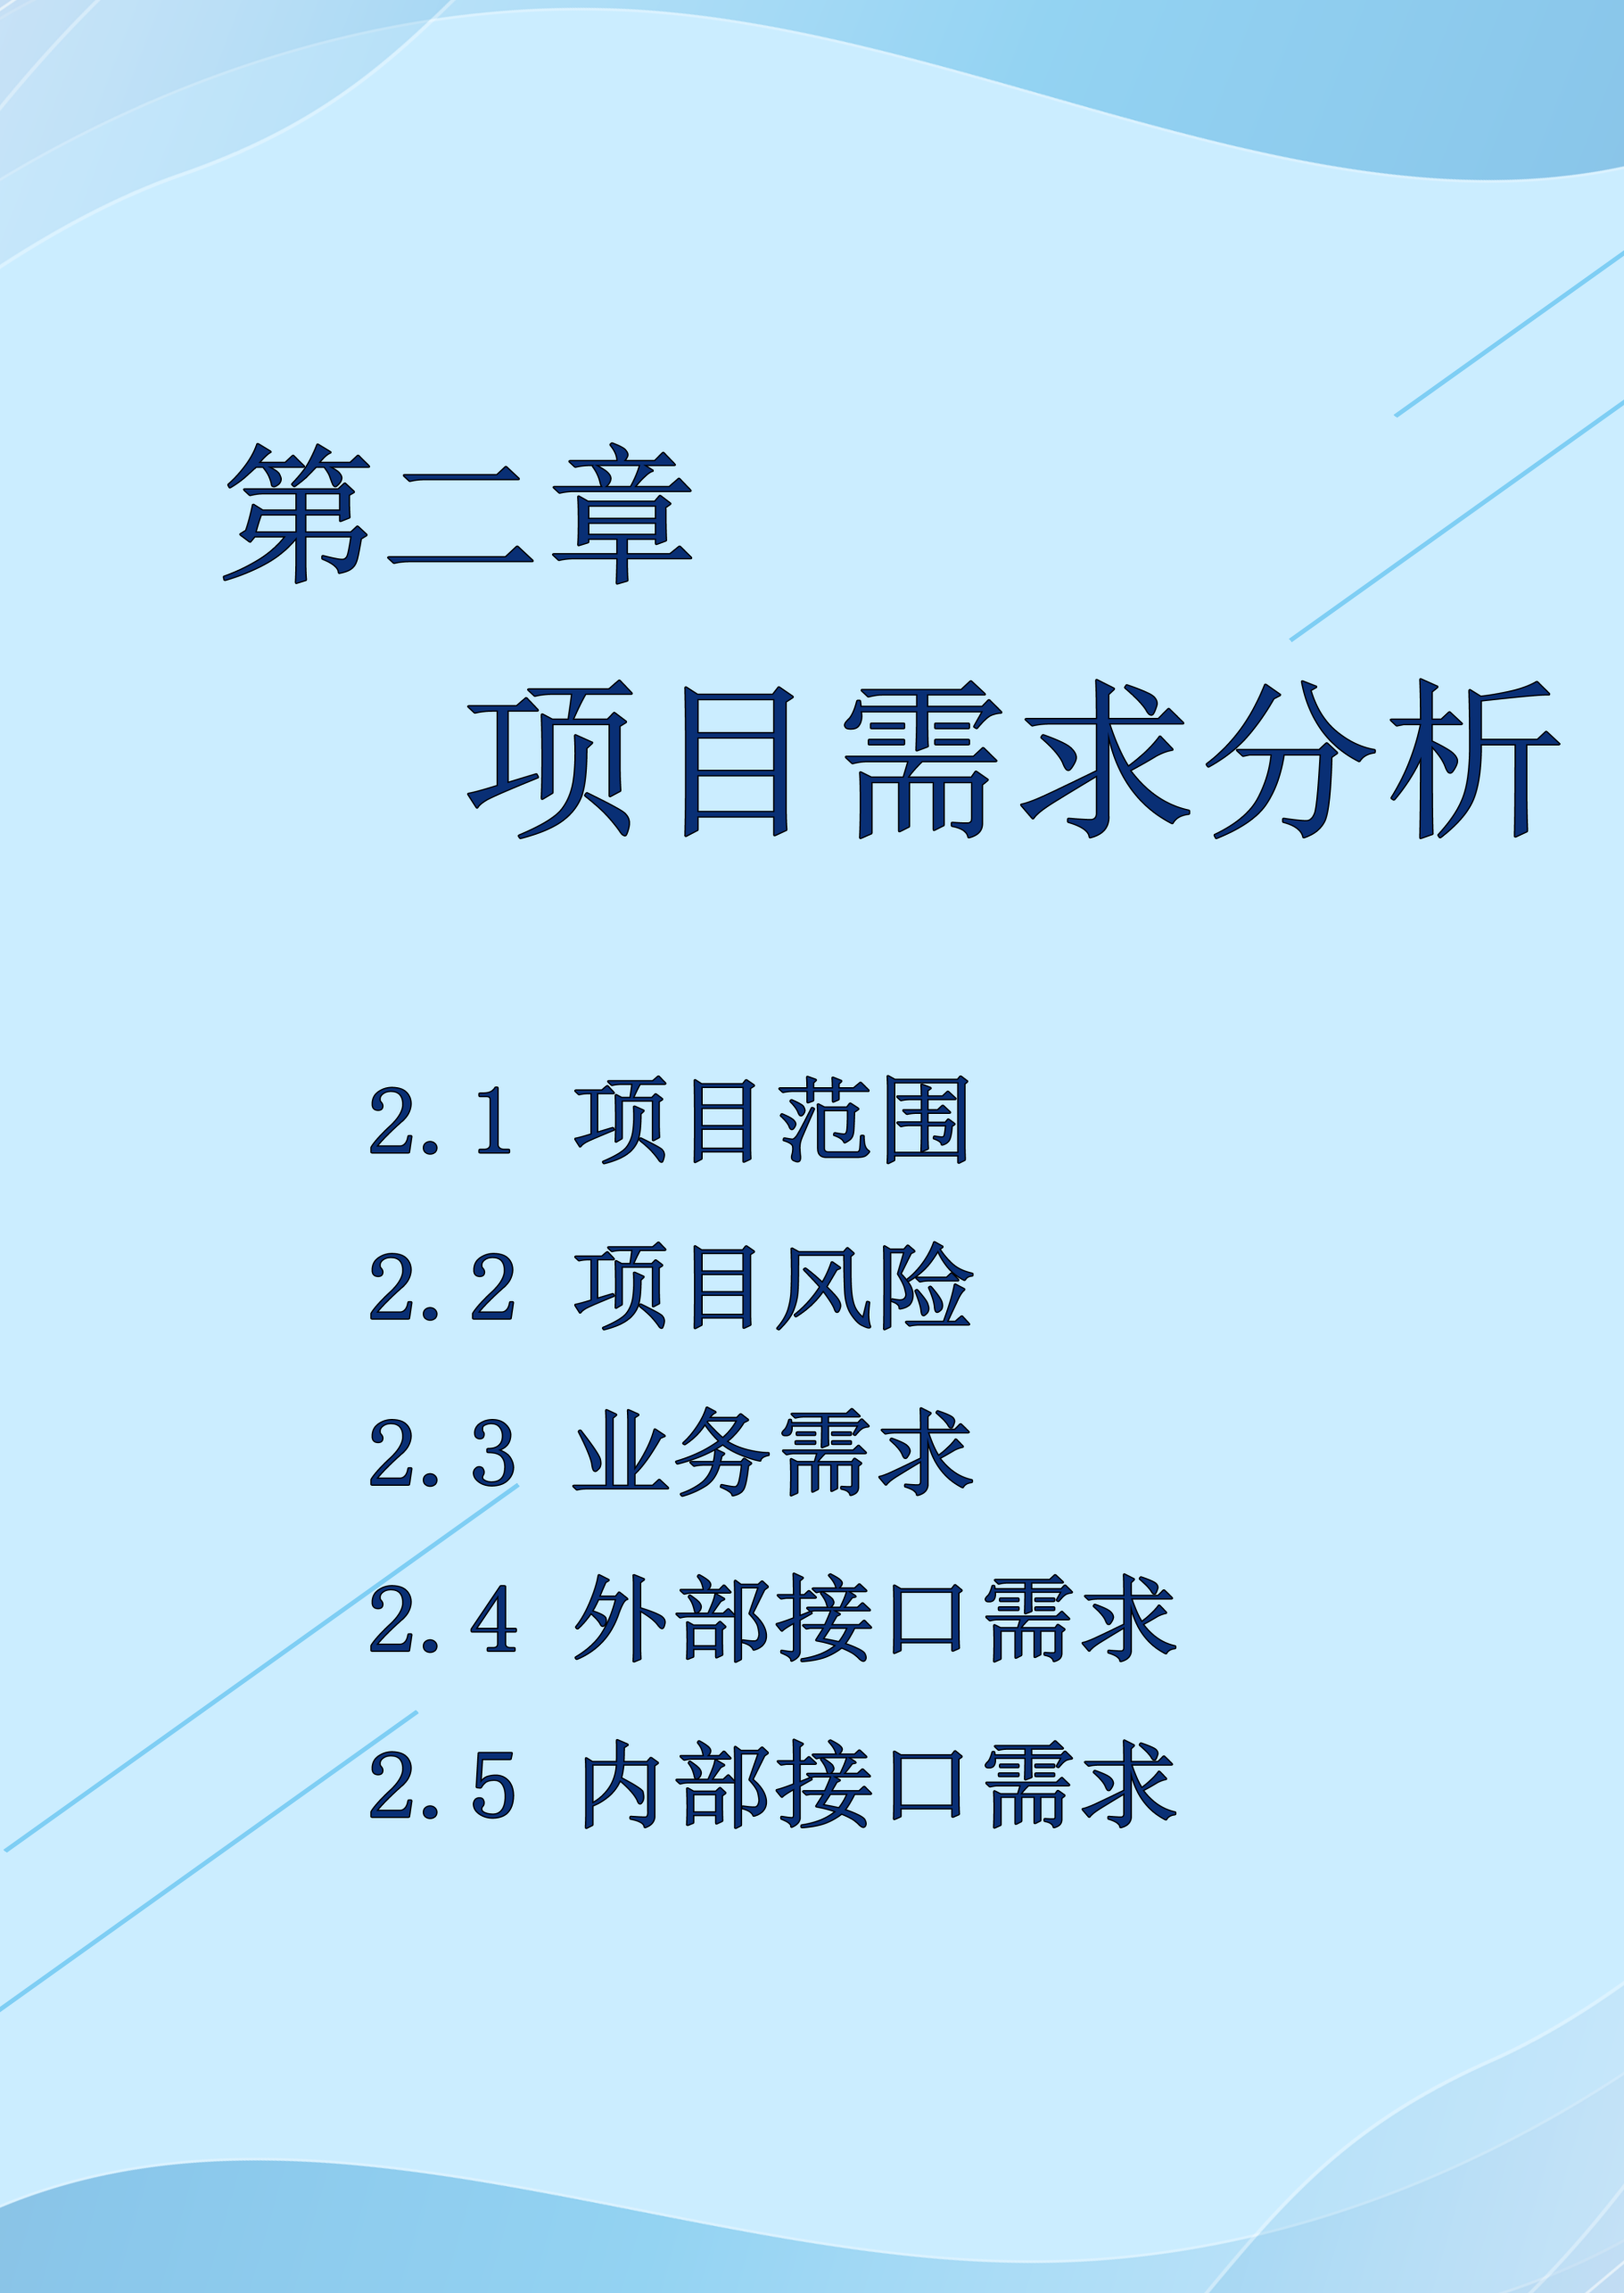 第二章
项目需求分析
2.1 项目范围
2.2 项目风险
2.3 业务需求
2.4 外部接口需求
2.5 内部接口需求